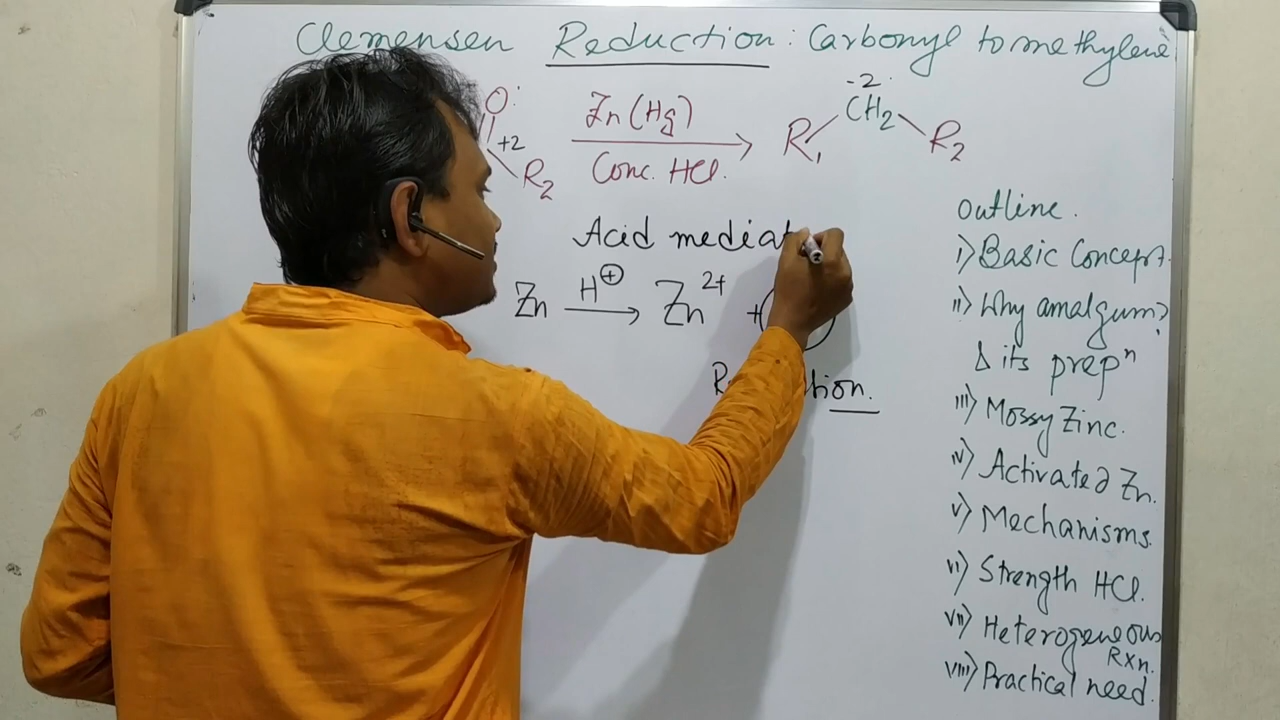 Clemensen Reduction: Carbonyl to methylene
O:
+2
R2
Zn(Hg)
Conc. HCl.
-2
CH2
R1
R2
Acid mediat
Zn H⊕ Zn 2+ +
outline.
i) Basic Concept.
ii) Why amalgum?
& its prepn
iii) Mossy Zinc.
iv) Activated Zn.
v) Mechanisms.
vi) Strength HCl.
vii) Heterogeneous
Rxn.
viii) Practical need.